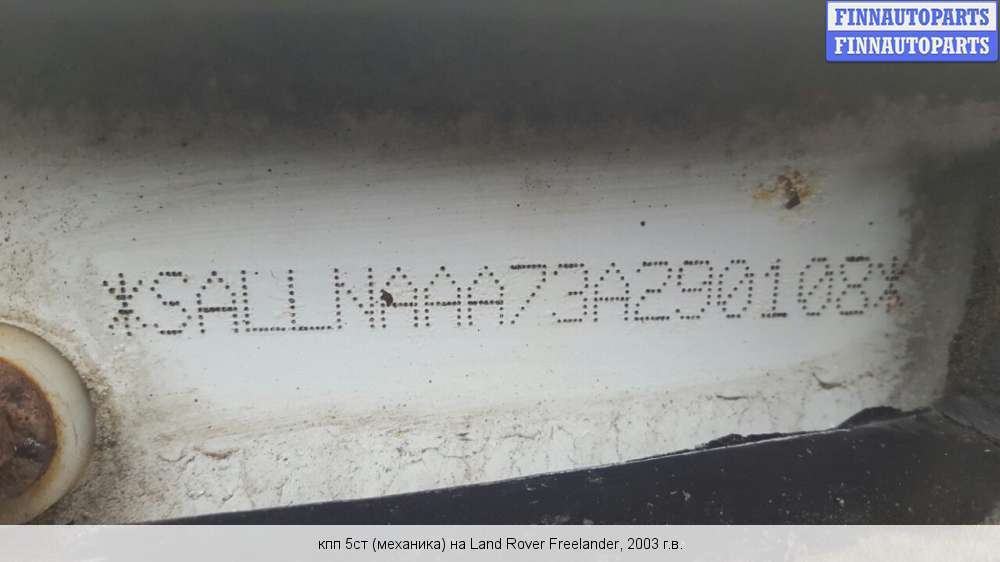 FINNAUTOPARTS
FINNAUTOPARTS
*SALLNAAA73A290108*
кпп 5ст (механика) на Land Rover Freelander, 2003 г.в.